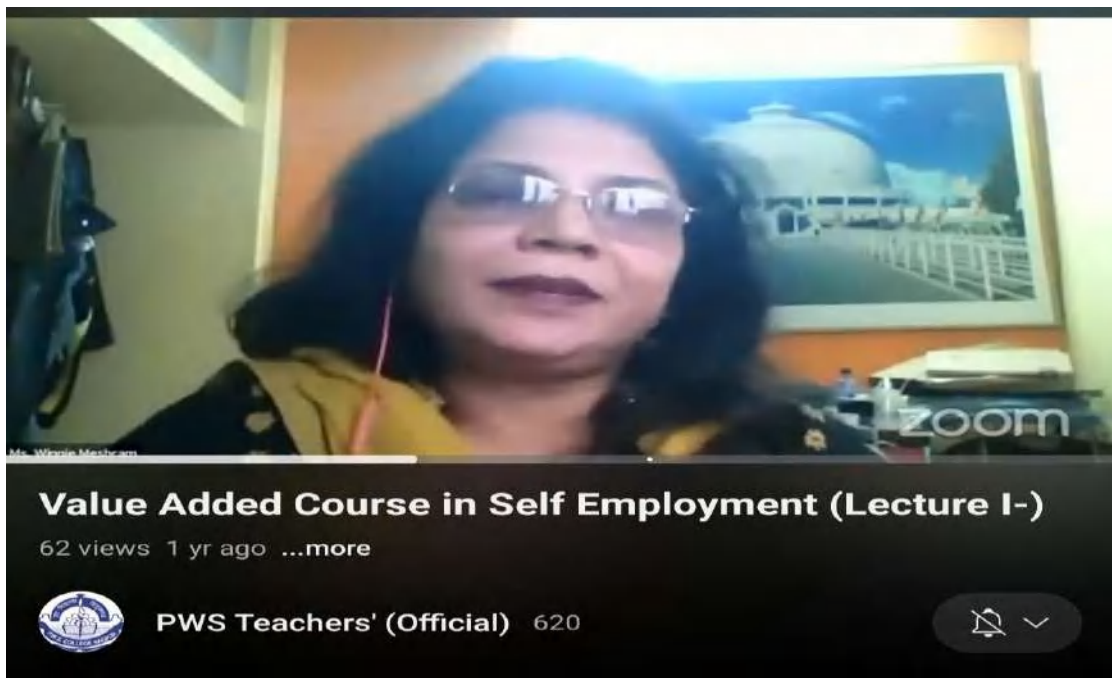 Ms. Winnie Meshram
zoom
Value Added Course in Self Employment (Lecture I-)
62 views 1 yr ago ...more
PWS Teachers' (Official) 620